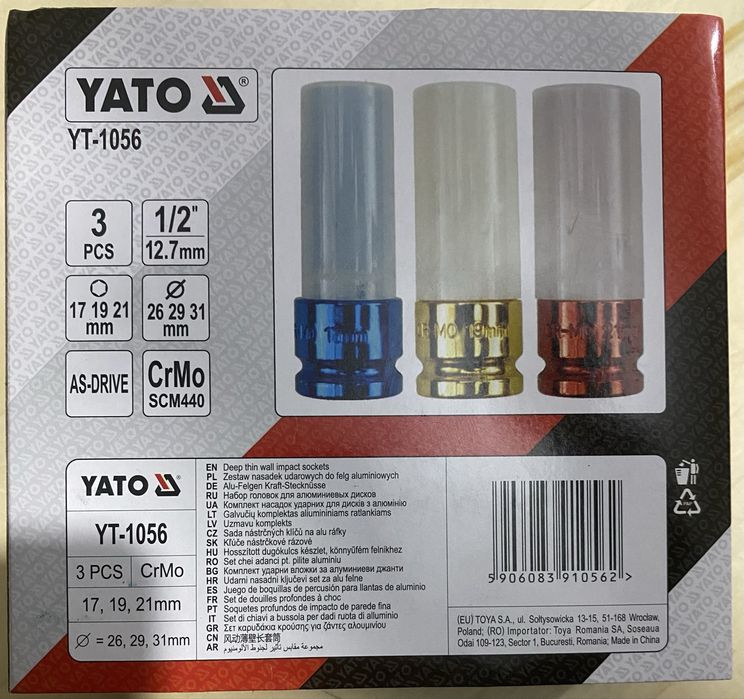 YATO ®
YT-1056
3
PCS
1/2"
12.7mm
17 19 21
mm
26 29 31
mm
AS-DRIVE
CrMo
SCM440
CR-MO 19mm
YATO
YT-1056
3 PCS
CrMo
17, 19, 21mm
Ø = 26, 29, 31mm
EN Deep thin wall impact sockets
PL Zestaw nasadek udarowych do felg aluminiowych
DE Alu-Felgen Kraft-Stecknüsse
RU Набор головок для алюминиевых дисков
UA Комплект насадок ударних для дисків з алюмінію
LT Galvučių komplektas aliumininiams ratlankiams
LV Uzmavu komplekts
CZ Sada nástrčných klíčů na alu ráfky
SK Kľúče nástrčkové rázové
HU Hosszított dugókulcs készlet, könnyűfém felnikhez
RO Set chei adanci pt. pilite aluminiu
BG Комплект ударни вложки за алуминиеви джанти
HR Udarni nasadni ključevi set za alu felne
ES Juego de boquillas de percusión para llantas de aluminio
FR Set de douilles profondes à choc
PT Soquetes profundos de impacto de parede fina
IT Set di chiavi a bussola per dadi ruota di alluminio
GR Σετ καρυδάκια κρούσης για ζάντες αλουμινίου
CN 风动薄壁长套筒
AR مجموعة مقابس تأثير لجنوط الألومنيوم
5 906083 910562 >
(EU) TOYA S.A., ul. Sołtysowicka 13-15, 51-168 Wrocław,
Poland; (RO) Importator: Toya Romania SA, Soseaua
Odai 109-123, Sector 1, Bucuresti, Romania; Made in China